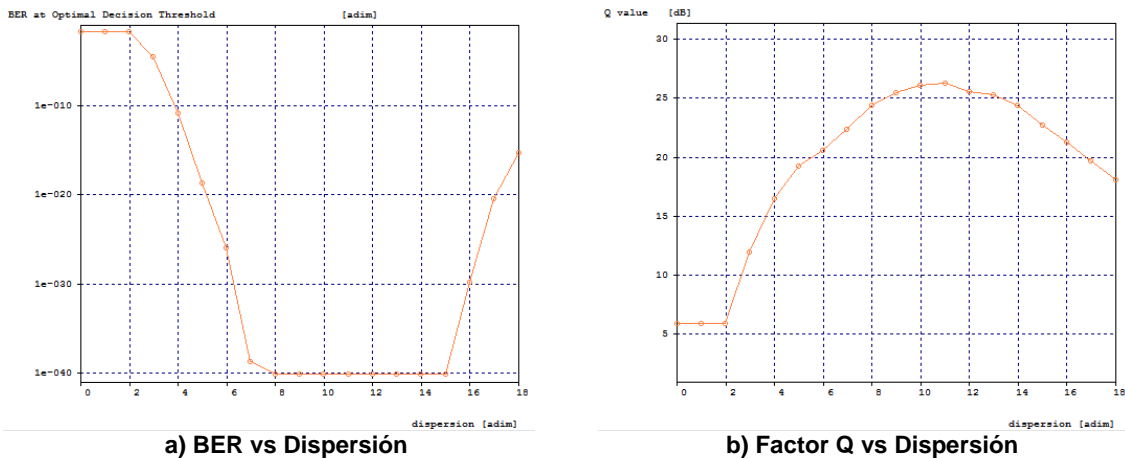 BER at Optimal Decision Threshold [adim]
1e-010
1e-020
1e-030
1e-040
0 2 4 6 8 10 12 14 16 18
dispersion [adim]
a) BER vs Dispersión
Q value [dB]
30
25
20
15
10
5
0 2 4 6 8 10 12 14 16 18
dispersion [adim]
b) Factor Q vs Dispersión